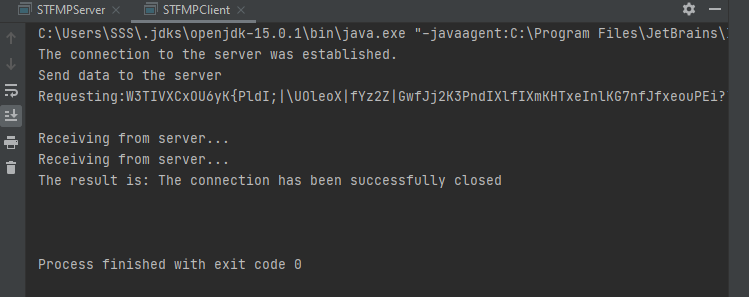 STFMPServer × STFMPClient ×
C:\Users\SSS\.jdks\openjdk-15.0.1\bin\java.exe "-javaagent:C:\Program Files\JetBrains\
The connection to the server was established.
Send data to the server
Requesting:W3TIVXCxOU6yK{PldI;|\UOleoX|fYz2Z|GwfJj2K3PndIXlfIXmKHTxeInlKG7nfJfxeouPEi?
Receiving from server...
Receiving from server...
The result is: The connection has been successfully closed
Process finished with exit code 0